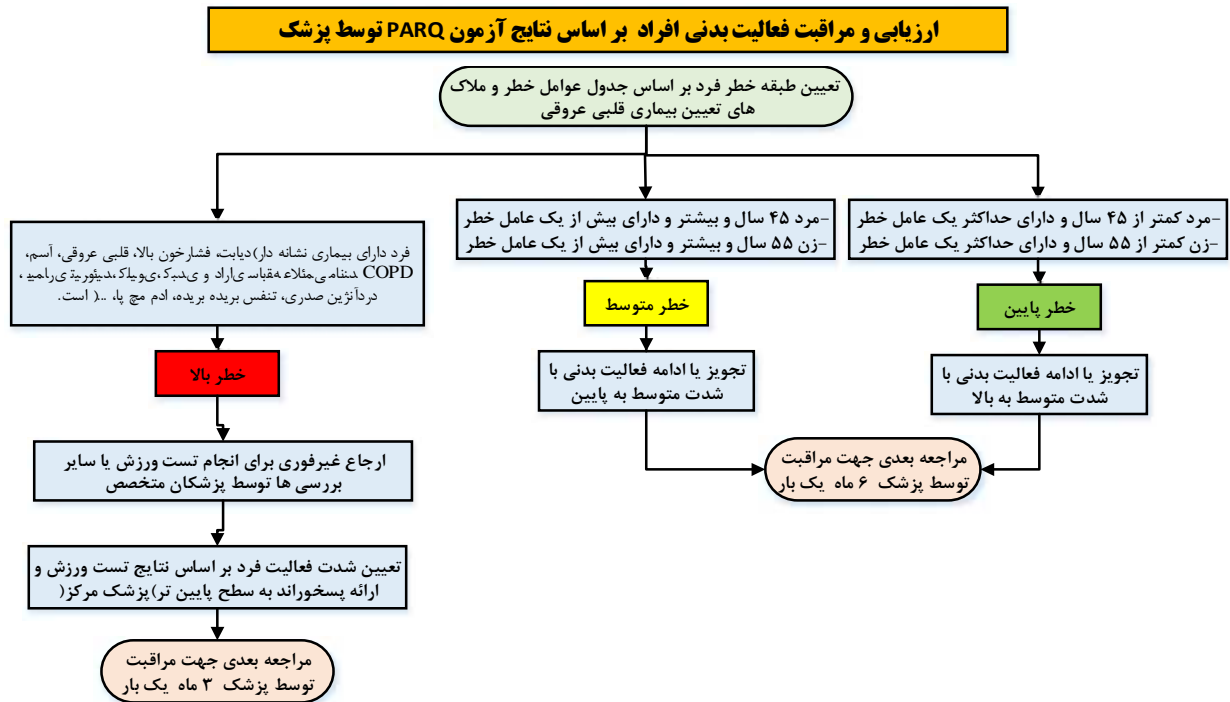 ارزیابی و مراقبت فعالیت بدنی افراد بر اساس نتایج آزمون PARQ توسط پزشک
تعیین طبقه خطر فرد بر اساس جدول عوامل خطر و ملاک
های تعیین بیماری قلبی عروقی
-مرد کمتر از ۴۵ سال و دارای حداکثر یک عامل خطر
-زن کمتر از ۵۵ سال و دارای حداکثر یک عامل خطر
خطر پایین
تجویز یا ادامه فعالیت بدنی با
شدت متوسط به بالا
-مرد ۴۵ سال و بیشتر و دارای بیش از یک عامل خطر
-زن ۵۵ سال و بیشتر و دارای بیش از یک عامل خطر
خطر متوسط
تجویز یا ادامه فعالیت بدنی با
شدت متوسط به پایین
مراجعه بعدی جهت مراقبت
توسط پزشک ۶ ماه یک بار
فرد دارای بیماری نشانه دار(دیابت، فشارخون بالا، قلبی عروقی، آسم،
COPD
دردآنژین صدری، تنفس بریده بریده، ادم مچ پا، ..) است.
خطر بالا
ارجاع غیرفوری برای انجام تست ورزش یا سایر
بررسی ها توسط پزشکان متخصص
تعیین شدت فعالیت فرد بر اساس نتایج تست ورزش و
ارائه پسخوراند به سطح پایین تر(پزشک مرکز)
مراجعه بعدی جهت مراقبت
توسط پزشک ۳ ماه یک بار